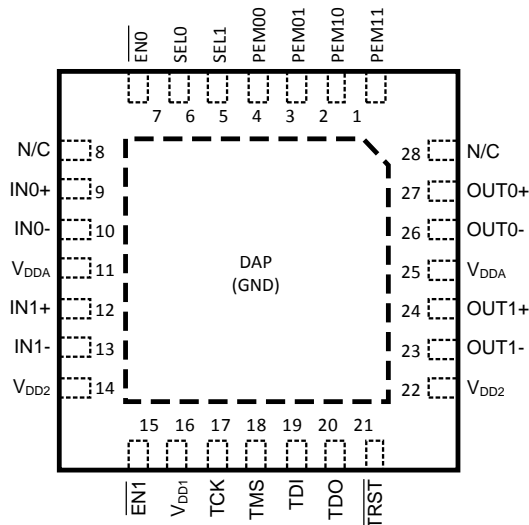 EN0 SEL0 SEL1 PEM00 PEM01 PEM10 PEM11
7 6 5 4 3 2 1
N/C 8
IN0+ 9
IN0- 10
VDDA 11
IN1+ 12
IN1- 13
VDD2 14
DAP
(GND)
28 N/C
27 OUT0+
26 OUT0-
25 VDDA
24 OUT1+
23 OUT1-
22 VDD2
15 16 17 18 19 20 21
EN1 VDD1 TCK TMS TDI TDO TRST